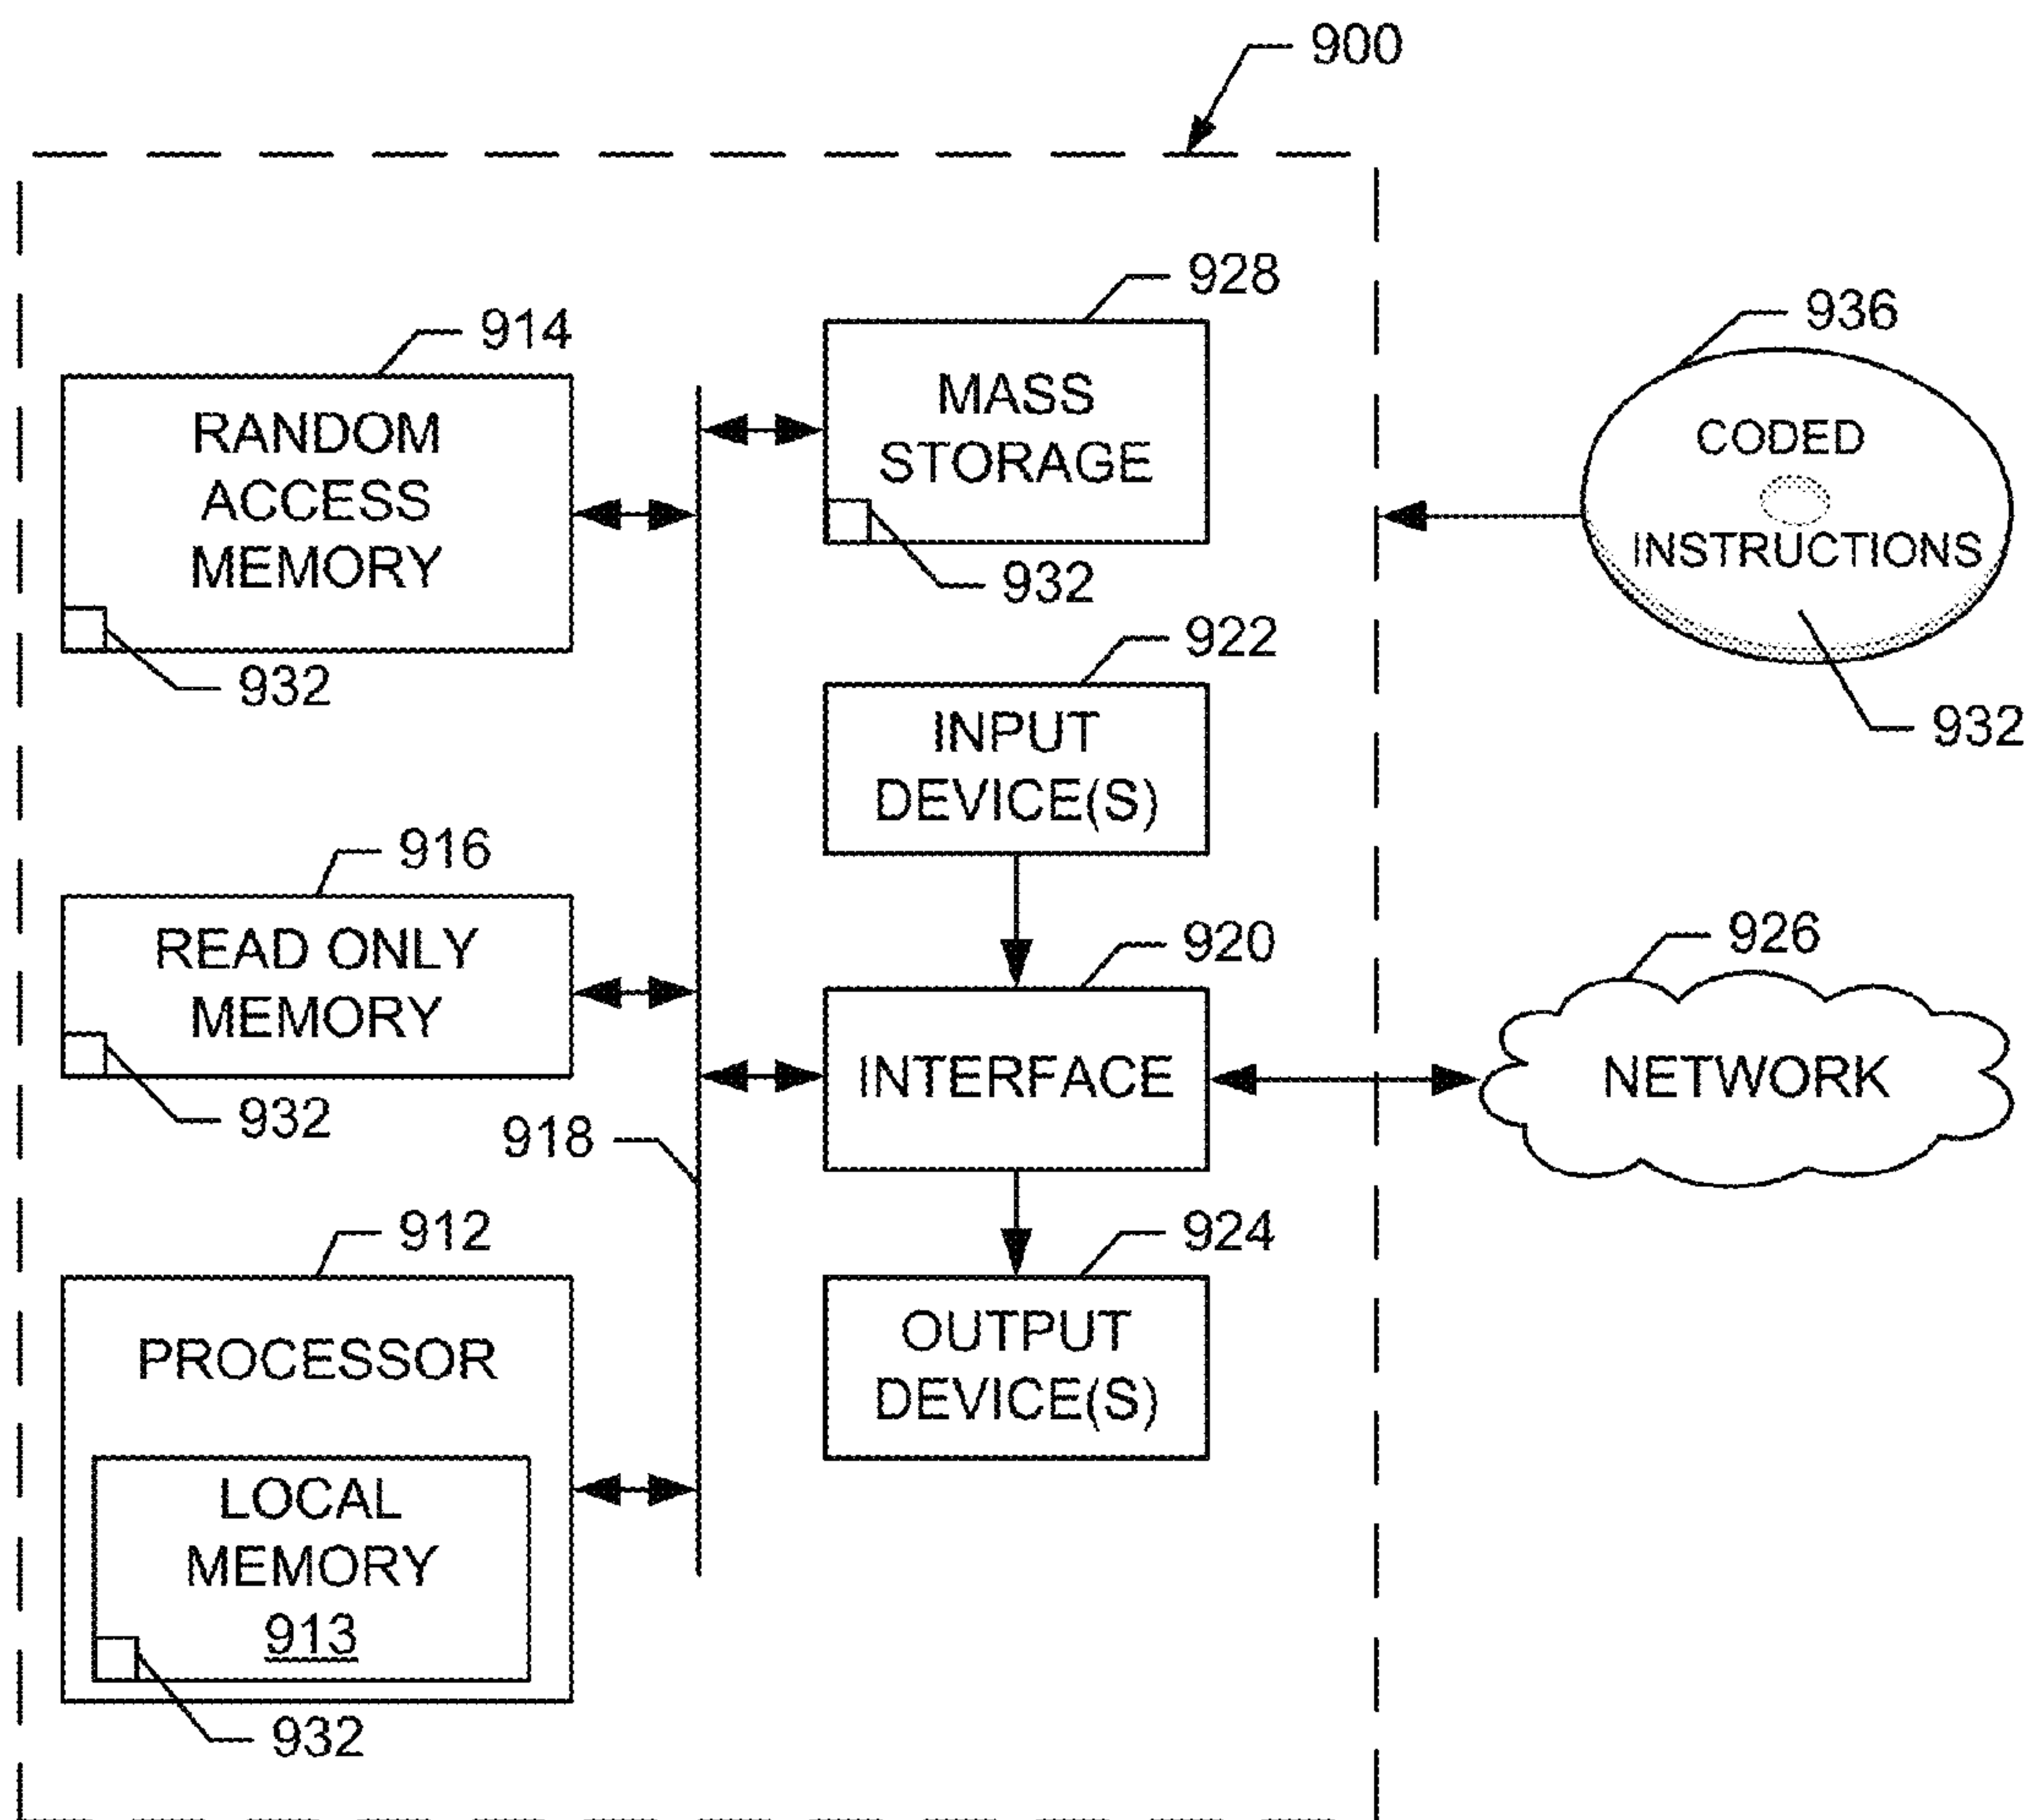 900
928
936
914
MASS
STORAGE
RANDOM
ACCESS
MEMORY
CODED
INSTRUCTIONS
932
922
932
932
INPUT
DEVICE(S)
916
926
READ ONLY
MEMORY
920
INTERFACE
NETWORK
932
918
912
924
PROCESSOR
OUTPUT
DEVICE(S)
LOCAL
MEMORY
913
932